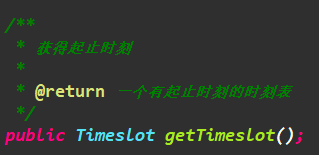 /**
 * 获得起止时刻
 *
 * @return 一个有起止时刻的时刻表
 */
public Timeslot getTimeslot();